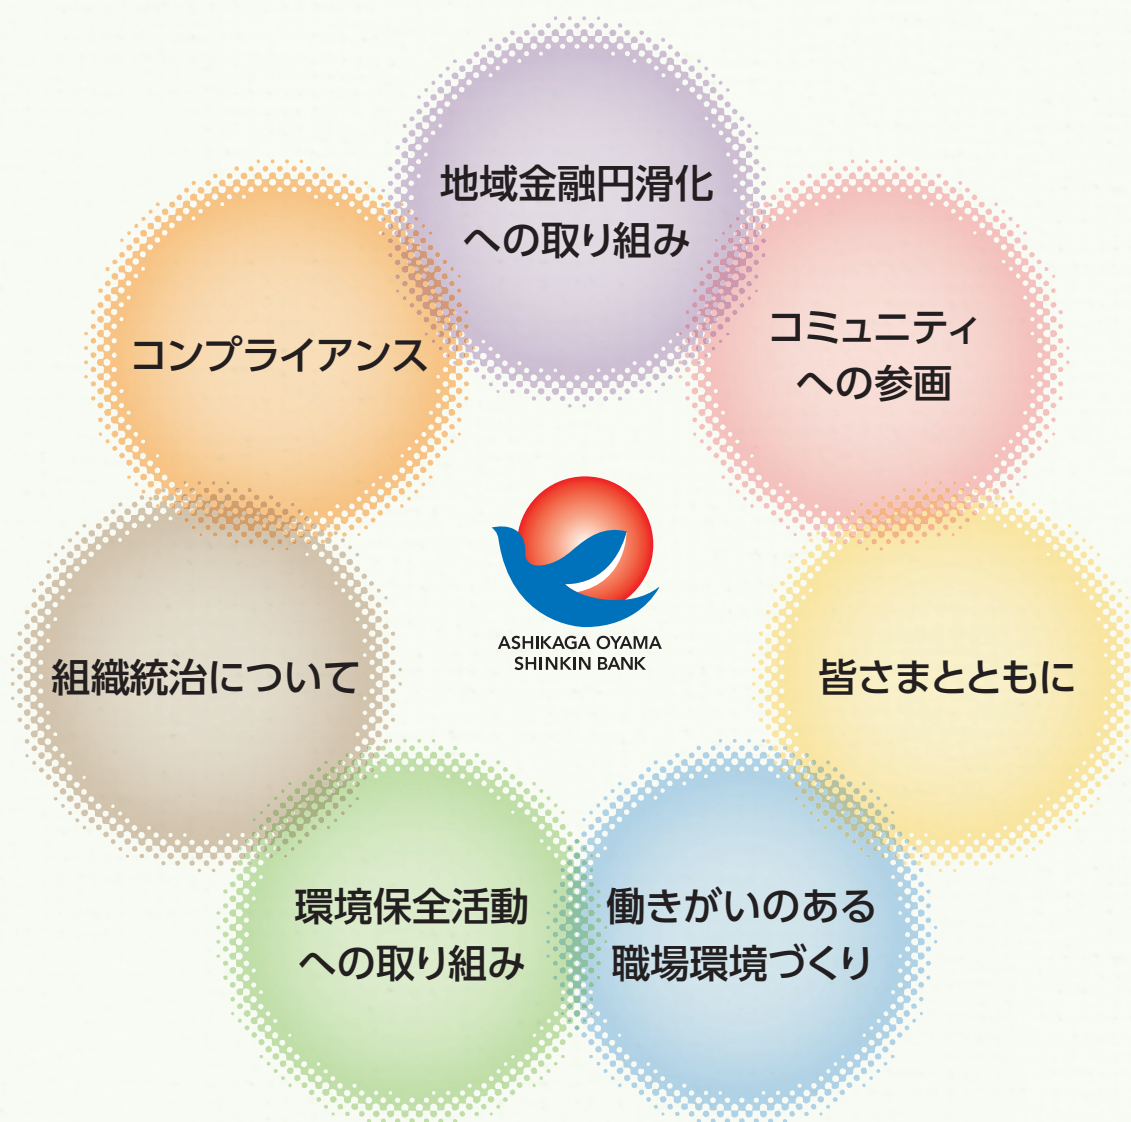 地域金融円滑化
への取り組み
コミュニティ
への参画
皆さまとともに
働きがいのある
職場環境づくり
環境保全活動
への取り組み
組織統治について
コンプライアンス
ASHIKAGA OYAMA
SHINKIN BANK